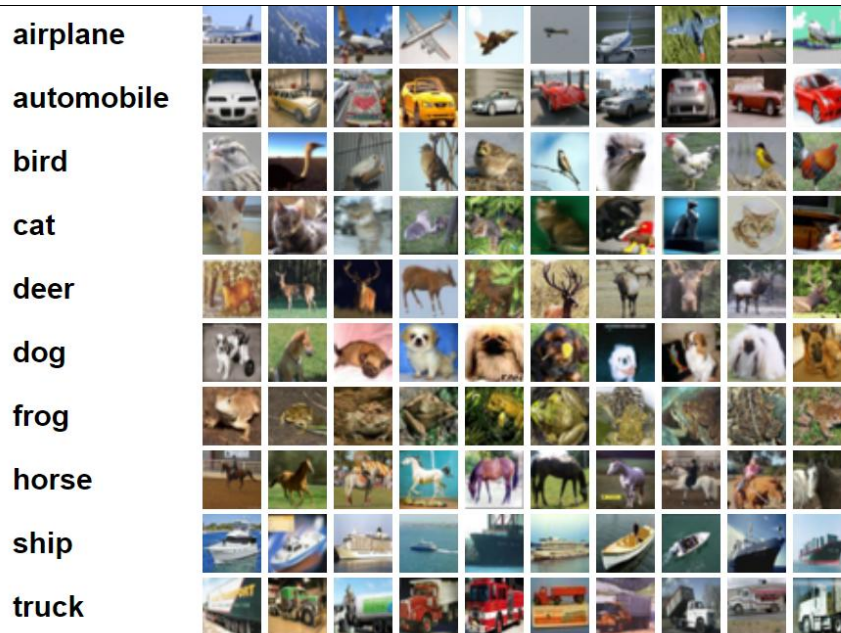 airplane
automobile
bird
cat
deer
dog
frog
horse
ship
truck